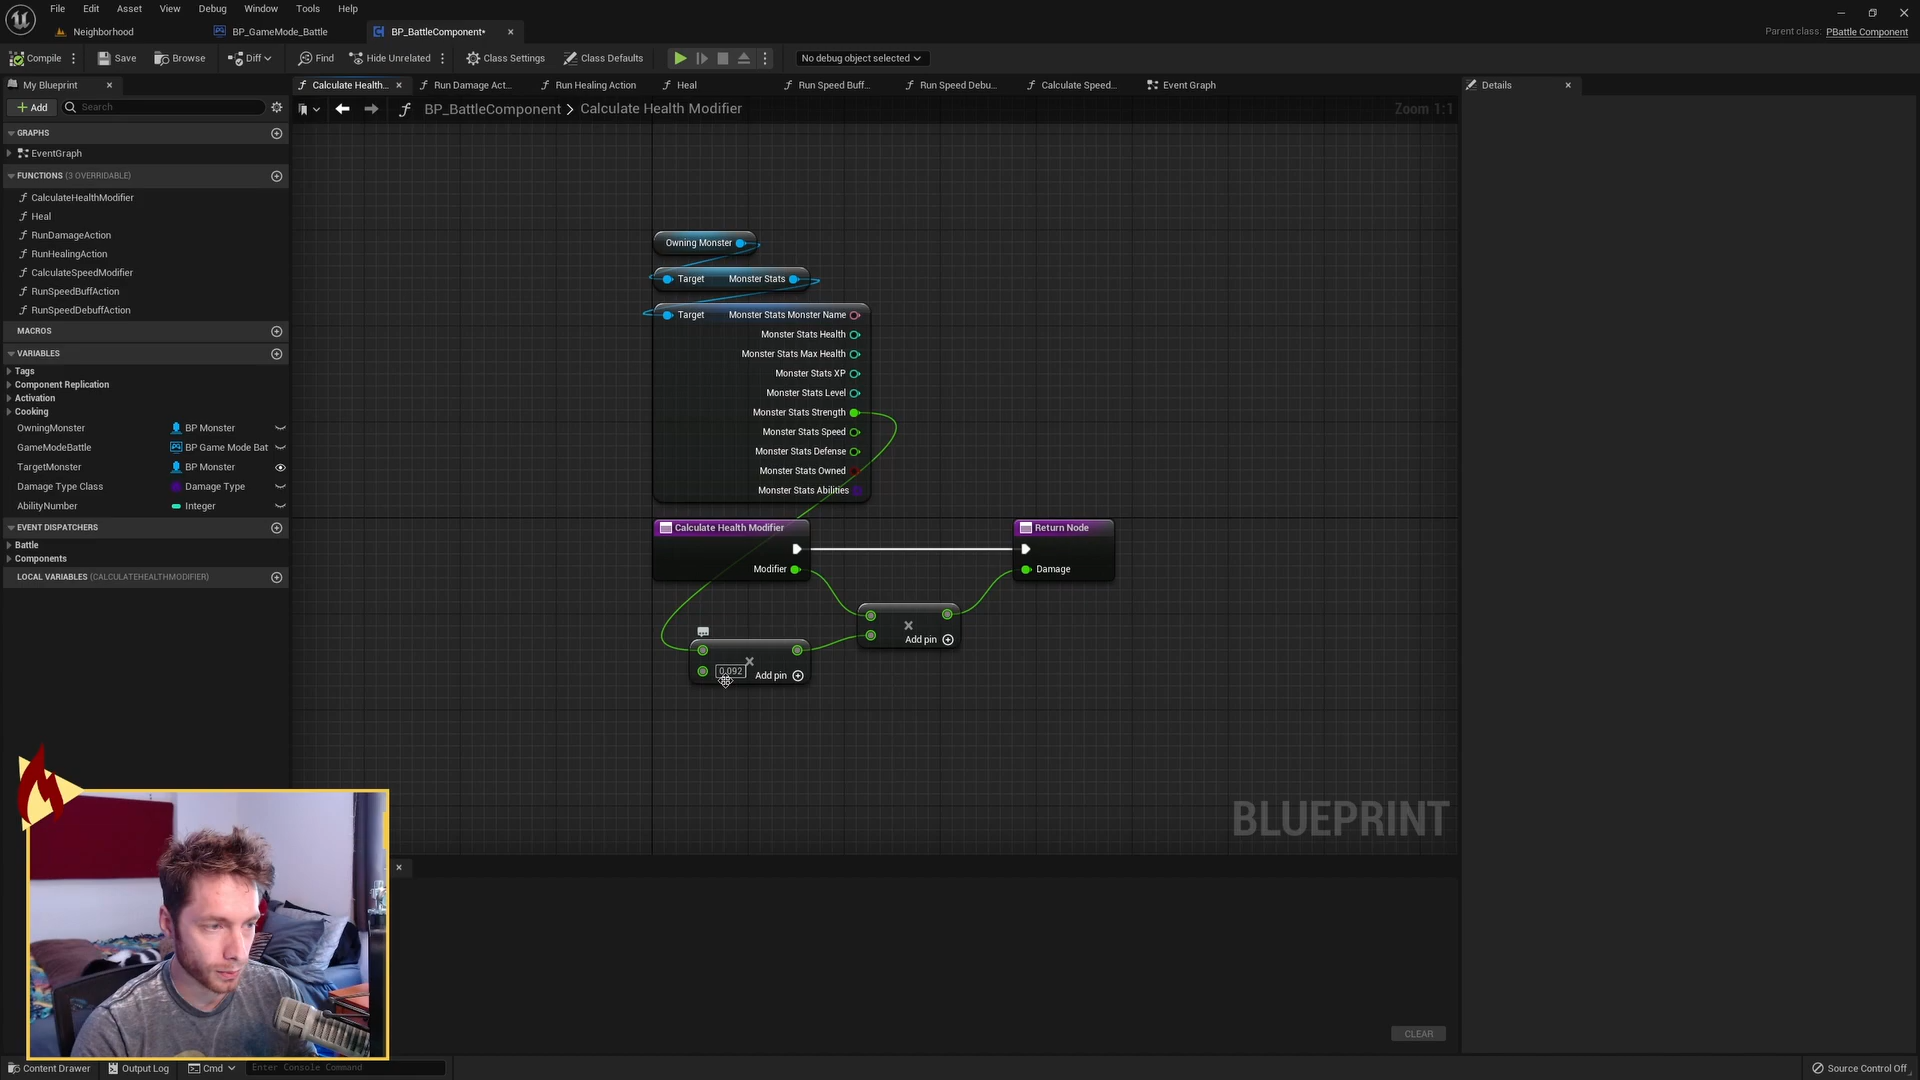 File Edit Asset View Debug Window Tools Help
Neighborhood BP_GameMode_Battle BP_BattleComponent* Parent class: PBattle Component
Compile Save Browse Diff Find Hide Unrelated Class Settings Class Defaults No debug object selected
My Blueprint Calculate Health... Run Damage Act... Run Healing Action Heal Run Speed Buff... Run Speed Debu... Calculate Speed... Event Graph Details
Add Search BP_BattleComponent > Calculate Health Modifier Zoom 1:1
GRAPHS
EventGraph
FUNCTIONS (3 OVERRIDABLE)
CalculateHealthModifier
Heal
RunDamageAction
RunHealingAction
CalculateSpeedModifier
RunSpeedBuffAction
RunSpeedDebuffAction
MACROS
VARIABLES
Tags
Component Replication
Activation
Cooking
OwningMonster BP Monster
GameModeBattle BP Game Mode Bat
TargetMonster BP Monster
Damage Type Class Damage Type
AbilityNumber Integer
EVENT DISPATCHERS
Battle
Components
LOCAL VARIABLES (CALCULATEHEALTHMODIFIER)
Owning Monster
Target Monster Stats
Target Monster Stats Monster Name
Monster Stats Health
Monster Stats Max Health
Monster Stats XP
Monster Stats Level
Monster Stats Strength
Monster Stats Speed
Monster Stats Defense
Monster Stats Owned
Monster Stats Abilities
Calculate Health Modifier
Modifier
Return Node
Damage
Add pin
0.092
Add pin
BLUEPRINT
CLEAR
Content Drawer Output Log Cmd Enter Console Command Source Control Off